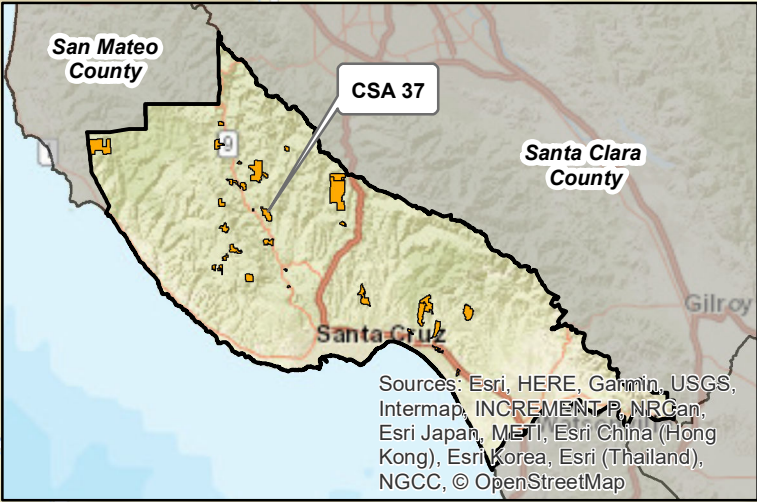 San Mateo
County
CSA 37
9
Santa Clara
County
Gilroy
Santa Cruz
Sources: Esri, HERE, Garmin, USGS,
Intermap, INCREMENT P, NRCan,
Esri Japan, METI, Esri China (Hong
Kong), Esri Korea, Esri (Thailand),
NGCC, © OpenStreetMap